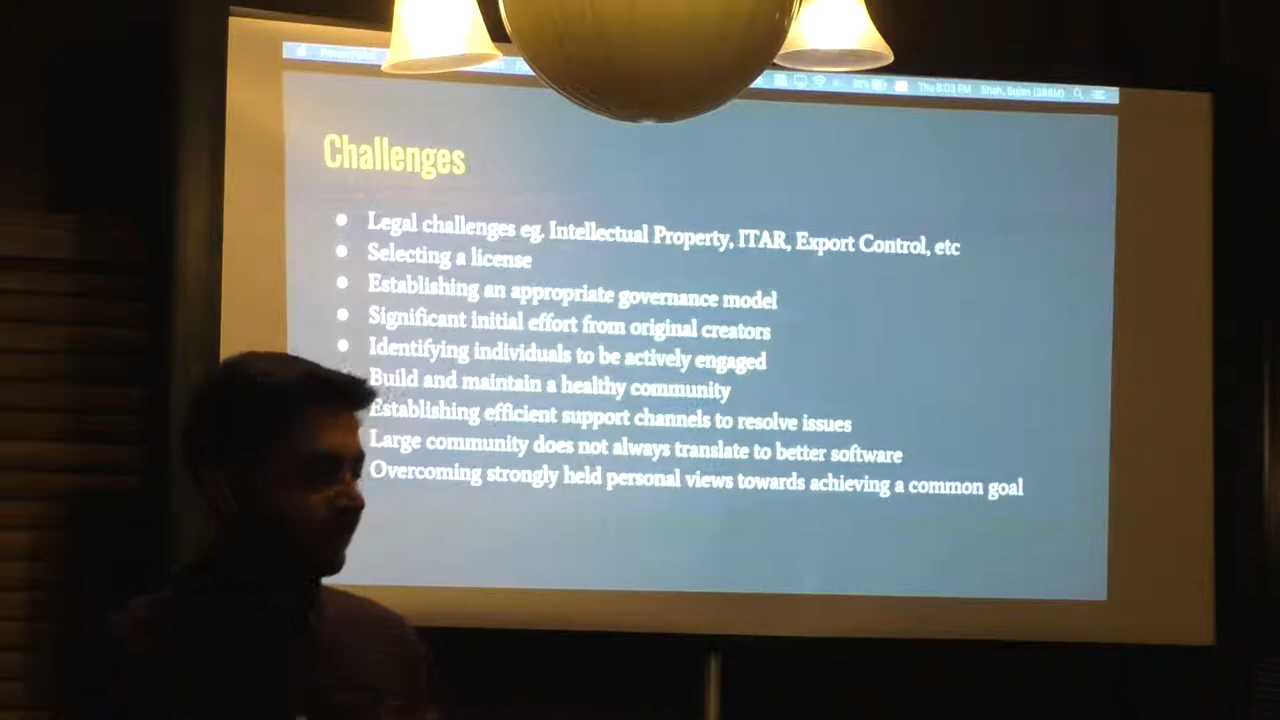 Thu 8:03 PM Shah, Sulim (398M)
Challenges
● Legal challenges eg. Intellectual Property, ITAR, Export Control, etc
● Selecting a license
● Establishing an appropriate governance model
● Significant initial effort from original creators
● Identifying individuals to be actively engaged
Build and maintain a healthy community
Establishing efficient support channels to resolve issues
Large community does not always translate to better software
Overcoming strongly held personal views towards achieving a common goal